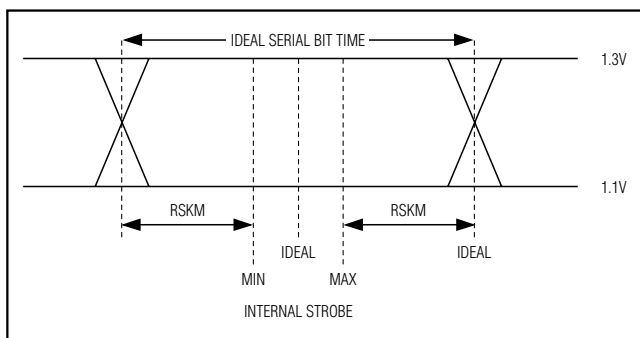 IDEAL SERIAL BIT TIME
1.3V
1.1V
RSKM
RSKM
IDEAL
IDEAL
MIN
MAX
INTERNAL STROBE